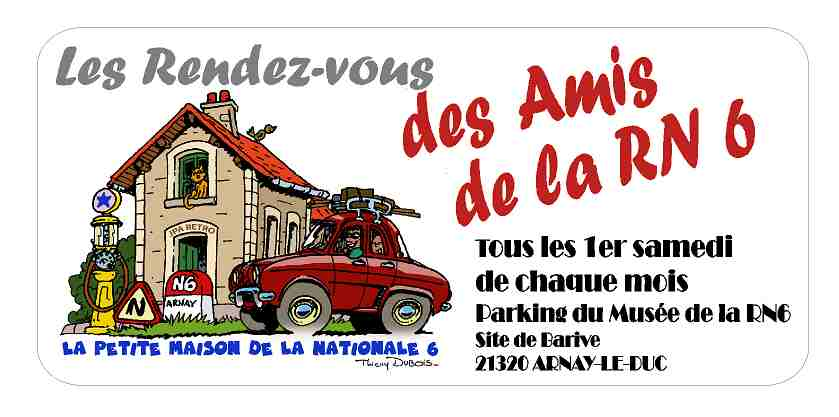 Les Rendez-vous
des Amis
de la RN 6
JPA RETRO
N6
ARNAY
N
Tous les 1er samedi
de chaque mois
Parking du Musée de la RN6
Site de Barive
21320 ARNAY-LE-DUC
LA PETITE MAISON DE LA NATIONALE 6
Thierry DUBOIS